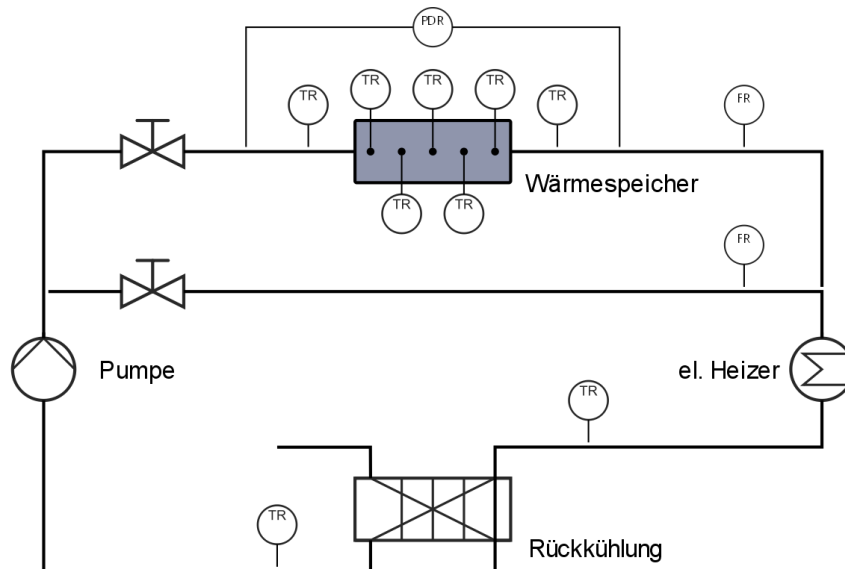 PDR
TR
TR
TR
TR
TR
FR
Wärmespeicher
TR
TR
FR
Pumpe
el. Heizer
TR
TR
Rückkühlung